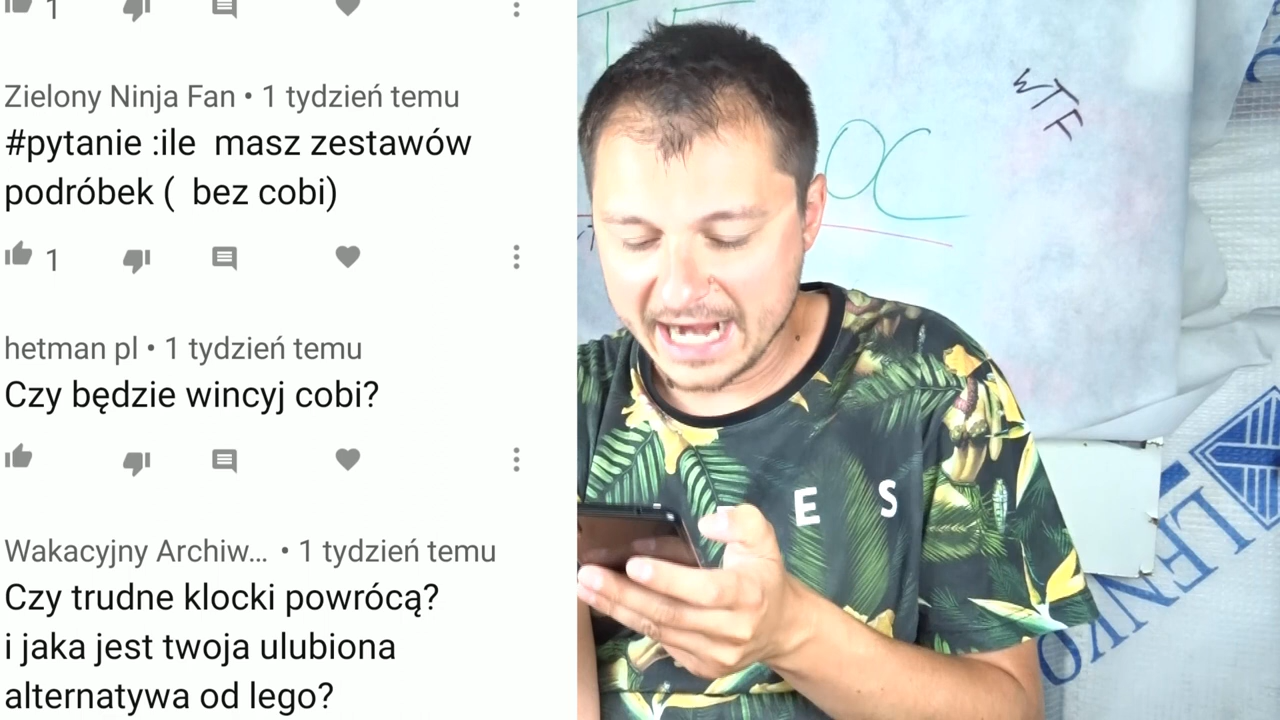 1
Zielony Ninja Fan • 1 tydzień temu
#pytanie :ile masz zestawów
podróbek ( bez cobi)
1
hetman pl • 1 tydzień temu
Czy będzie wincyj cobi?
Wakacyjny Archiw... • 1 tydzień temu
Czy trudne klocki powrócą?
i jaka jest twoja ulubiona
alternatywa od lego?
WTF
E S